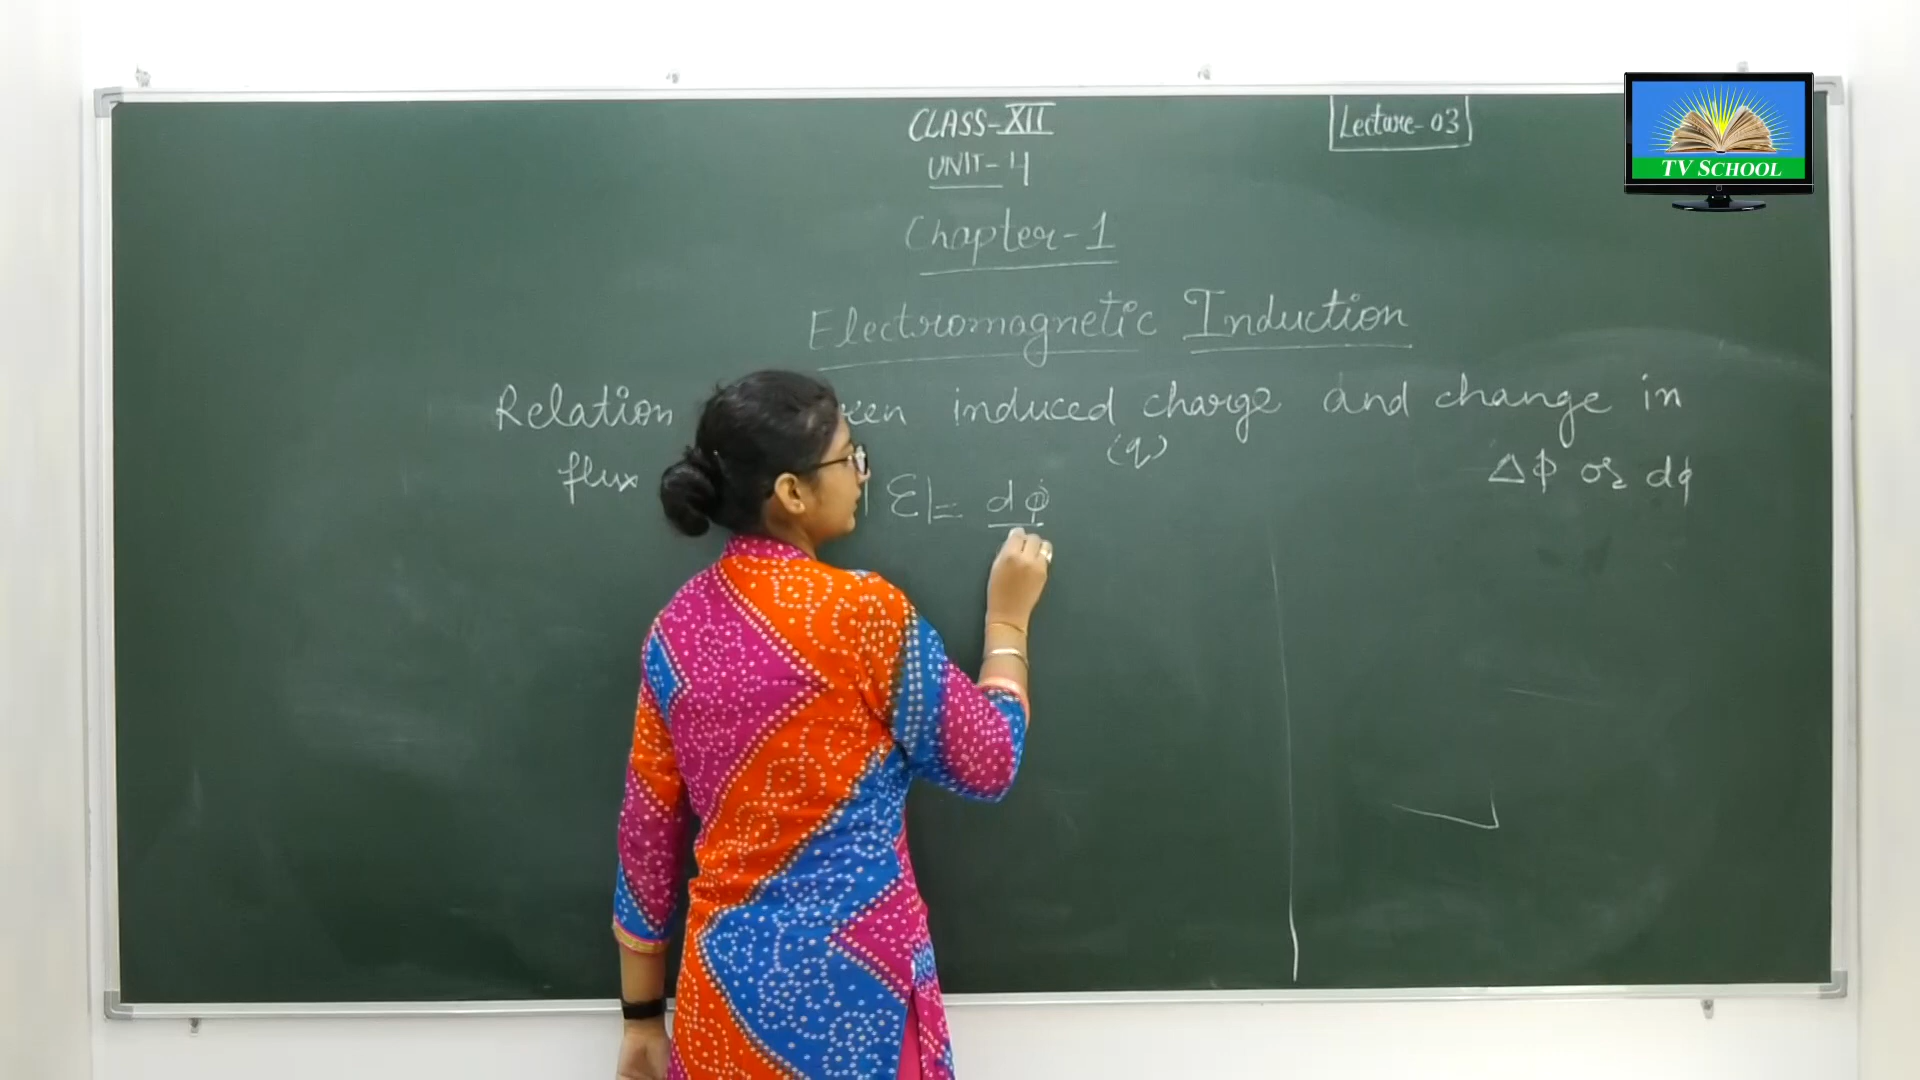 CLASS-XII
Lecture-03
UNIT-4
TV SCHOOL
Chapter-1
Electromagnetic Induction
Relation een induced charge and change in
flux (q) Δϕ or dϕ
|ε|= dϕ